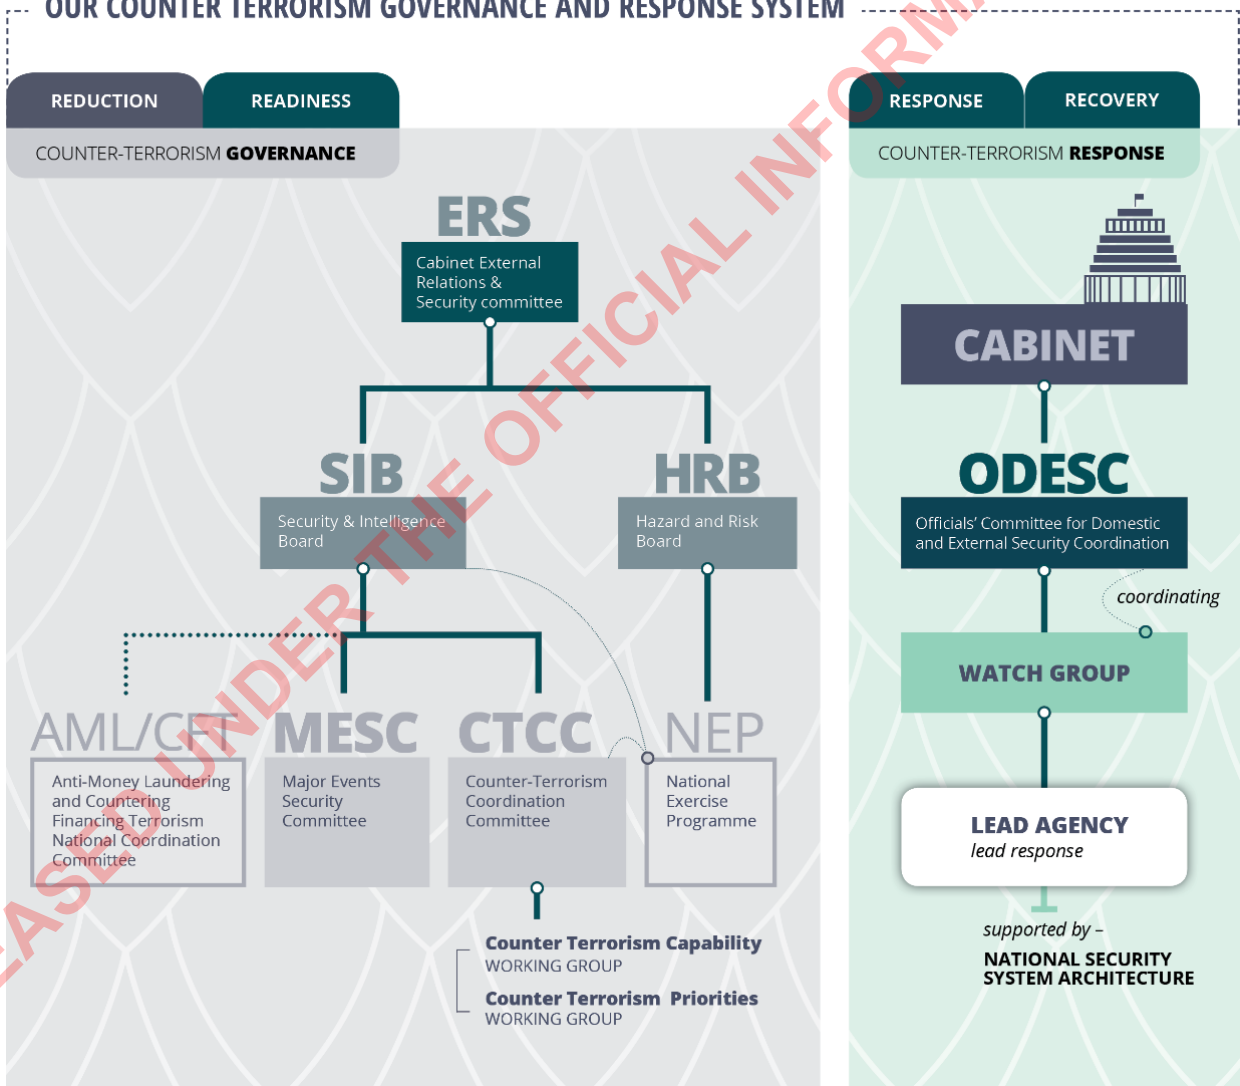 OUR COUNTER TERRORISM GOVERNANCE AND RESPONSE SYSTEM
REDUCTION
READINESS
COUNTER-TERRORISM GOVERNANCE
ERS
Cabinet External
Relations &
Security committee
SIB
Security & Intelligence
Board
HRB
Hazard and Risk
Board
AML/CFT
Anti-Money Laundering
and Countering
Financing Terrorism
National Coordination
Committee
MESC
Major Events
Security
Committee
CTCC
Counter-Terrorism
Coordination
Committee
NEP
National
Exercise
Programme
Counter Terrorism Capability
WORKING GROUP
Counter Terrorism Priorities
WORKING GROUP
RESPONSE
RECOVERY
COUNTER-TERRORISM RESPONSE
CABINET
ODESC
Officials' Committee for Domestic
and External Security Coordination
coordinating
WATCH GROUP
LEAD AGENCY
lead response
supported by –
NATIONAL SECURITY
SYSTEM ARCHITECTURE
EASED UNDER THE OFFICIAL INFORMA